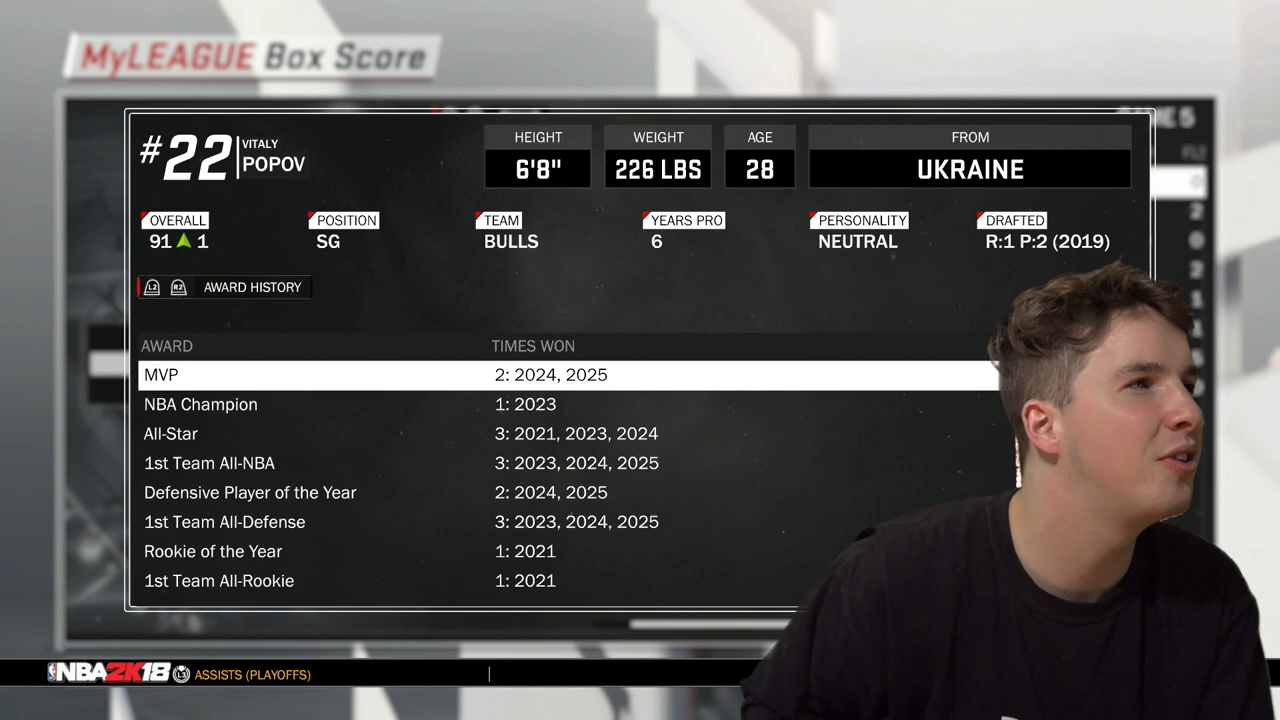 MyLEAGUE Box Score
GAME 5
#22 VITALY POPOV
HEIGHT WEIGHT AGE FROM
6'8" 226 LBS 28 UKRAINE
OVERALL POSITION TEAM YEARS PRO PERSONALITY DRAFTED
91 1 SG BULLS 6 NEUTRAL R:1 P:2 (2019)
L2 R2 AWARD HISTORY
AWARD TIMES WON
MVP 2: 2024, 2025
NBA Champion 1: 2023
All-Star 3: 2021, 2023, 2024
1st Team All-NBA 3: 2023, 2024, 2025
Defensive Player of the Year 2: 2024, 2025
1st Team All-Defense 3: 2023, 2024, 2025
Rookie of the Year 1: 2021
1st Team All-Rookie 1: 2021
NBA2K18 ASSISTS (PLAYOFFS)